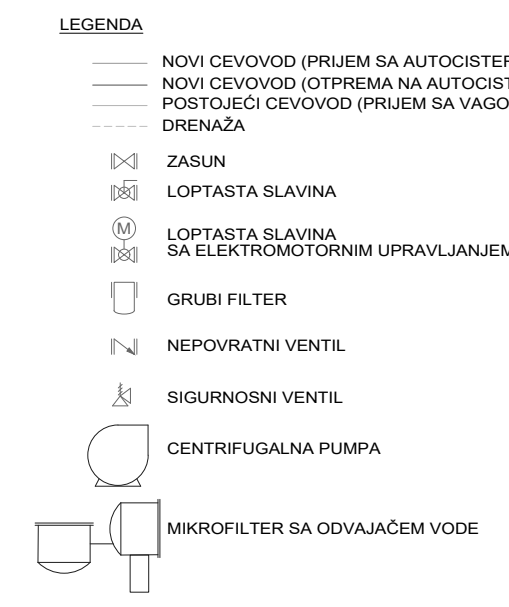 LEGENDA
NOVI CEVOVOD (PRIJEM SA AUTOCISTER
NOVI CEVOVOD (OTPREMA NA AUTOCIST
POSTOJEĆI CEVOVOD (PRIJEM SA VAGO
DRENAŽA
ZASUN
LOPTASTA SLAVINA
M
LOPTASTA SLAVINA
SA ELEKTROMOTORNIM UPRAVLJANJEM
GRUBI FILTER
NEPOVRATNI VENTIL
SIGURNOSNI VENTIL
CENTRIFUGALNA PUMPA
MIKROFILTER SA ODVAJAČEM VODE